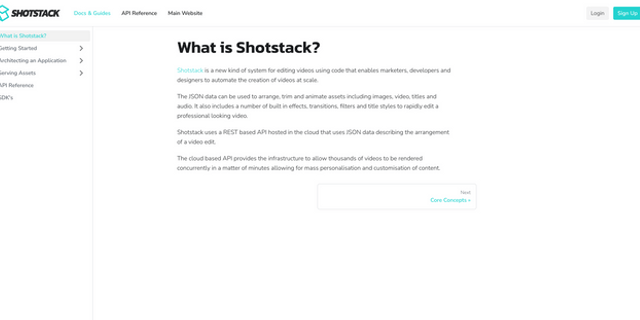 SHOTSTACK
Docs & Guides
API Reference
Main Website
Login
Sign Up
What is Shotstack?
Getting Started
Architecting an Application
Serving Assets
API Reference
SDK's
What is Shotstack?
Shotstack is a new kind of system for editing videos using code that enables marketers, developers and
designers to automate the creation of videos at scale.
The JSON data can be used to arrange, trim and animate assets including images, video, titles and
audio. It also includes a number of built in effects, transitions, filters and title styles to rapidly edit a
professional looking video.
Shotstack uses a REST based API hosted in the cloud that uses JSON data describing the arrangement
of a video edit.
The cloud-based API provides the infrastructure to allow thousands of videos to be rendered
concurrently in a matter of minutes allowing for mass personalisation and customisation of content.
Next
Core Concepts »